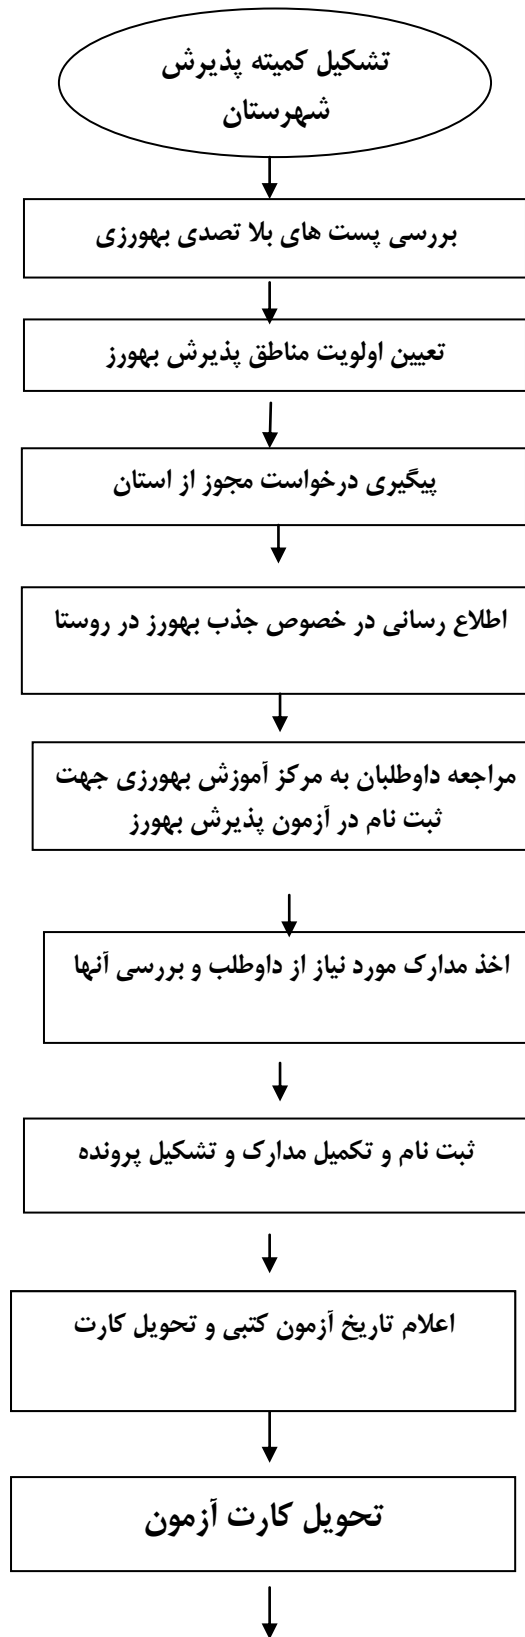 تشکیل کمیته پذیرش
شهرستان
بررسی پست های بلا تصدی بهورزی
تعیین اولویت مناطق پذیرش بهورز
پیگیری درخواست مجوز از استان
اطلاع رسانی در خصوص جذب بهورز در روستا
مراجعه داوطلبان به مرکز آموزش بهورزی جهت
ثبت نام در آزمون پذیرش بهورز
اخذ مدارک مورد نیاز از داوطلب و بررسی آنها
ثبت نام و تکمیل مدارک و تشکیل پرونده
اعلام تاریخ آزمون کتبی و تحویل کارت
تحویل کارت آزمون